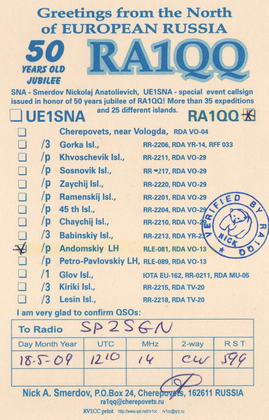 Greetings from the North
of EUROPEAN RUSSIA
50
YEARS OLD
JUBILEE
RA1QQ
SNA - Smerdov Nickolaj Anatolievich, UE1SNA - special event callsign
issued in honor of 50 years jubilee of RA1QQ! More than 35 expeditions
and 25 different islands.
UE1SNA RA1QQ
Cherepovets, near Vologda, RDA VO-04
/3 Gorka Isl., RR-2206, RDA YR-14, RFF 033
/p Khvoschevik Isl., RR-2211, RDA VO-29
/p Sosnovik Isl., RR-217, RDA VO-29
/p Zaychij Isl., RR-2220, RDA VO-29
/p Ramenskij Isl., RR-2201, RDA VO-29
/p 45 th Isl., RR-2204, RDA VO-29
/p Chaychij Isl., RR-2210, RDA VO-29
/3 Babinskij Isl., RR-2213, RDA
/p Andomskiy LH RLE-081, RDA VO-13
/p Petro-Pavlovskij LH, RLE-089, RDA VO-
/1 Glov Isl., IOTA EU-162, RR-0211, RDA MU-05
/3 Kiriki Isl., RR-2215, RDA TV-20
/3 Lesin Isl., RR-2218, RDA TV-20
VERIFIED BY RW3GW
NICK
I am very glad to confirm QSOs:
To Radio SP2SGN
Day Month Year UTC MHz 2-way R S T
18-5-09 1210 14 CW 599
Nick A. Smerdov, P.O.Box 24, Cherepovets, 162611 RUSSIA
ra1qq@cherepovets.ru
RV1CC print